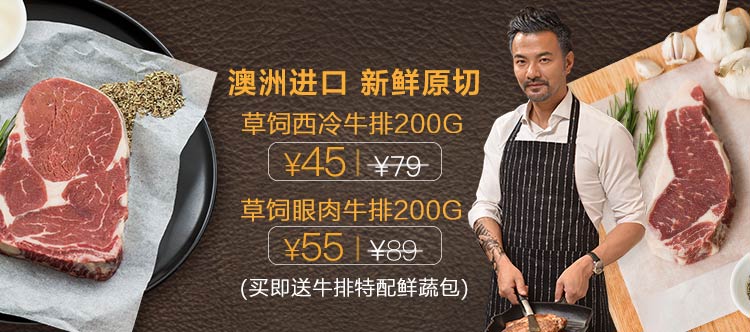 澳洲进口 新鲜原切
草饲西冷牛排200G
¥45 | ¥79
草饲眼肉牛排200G
¥55 | ¥89
(买即送牛排特配鲜蔬包)